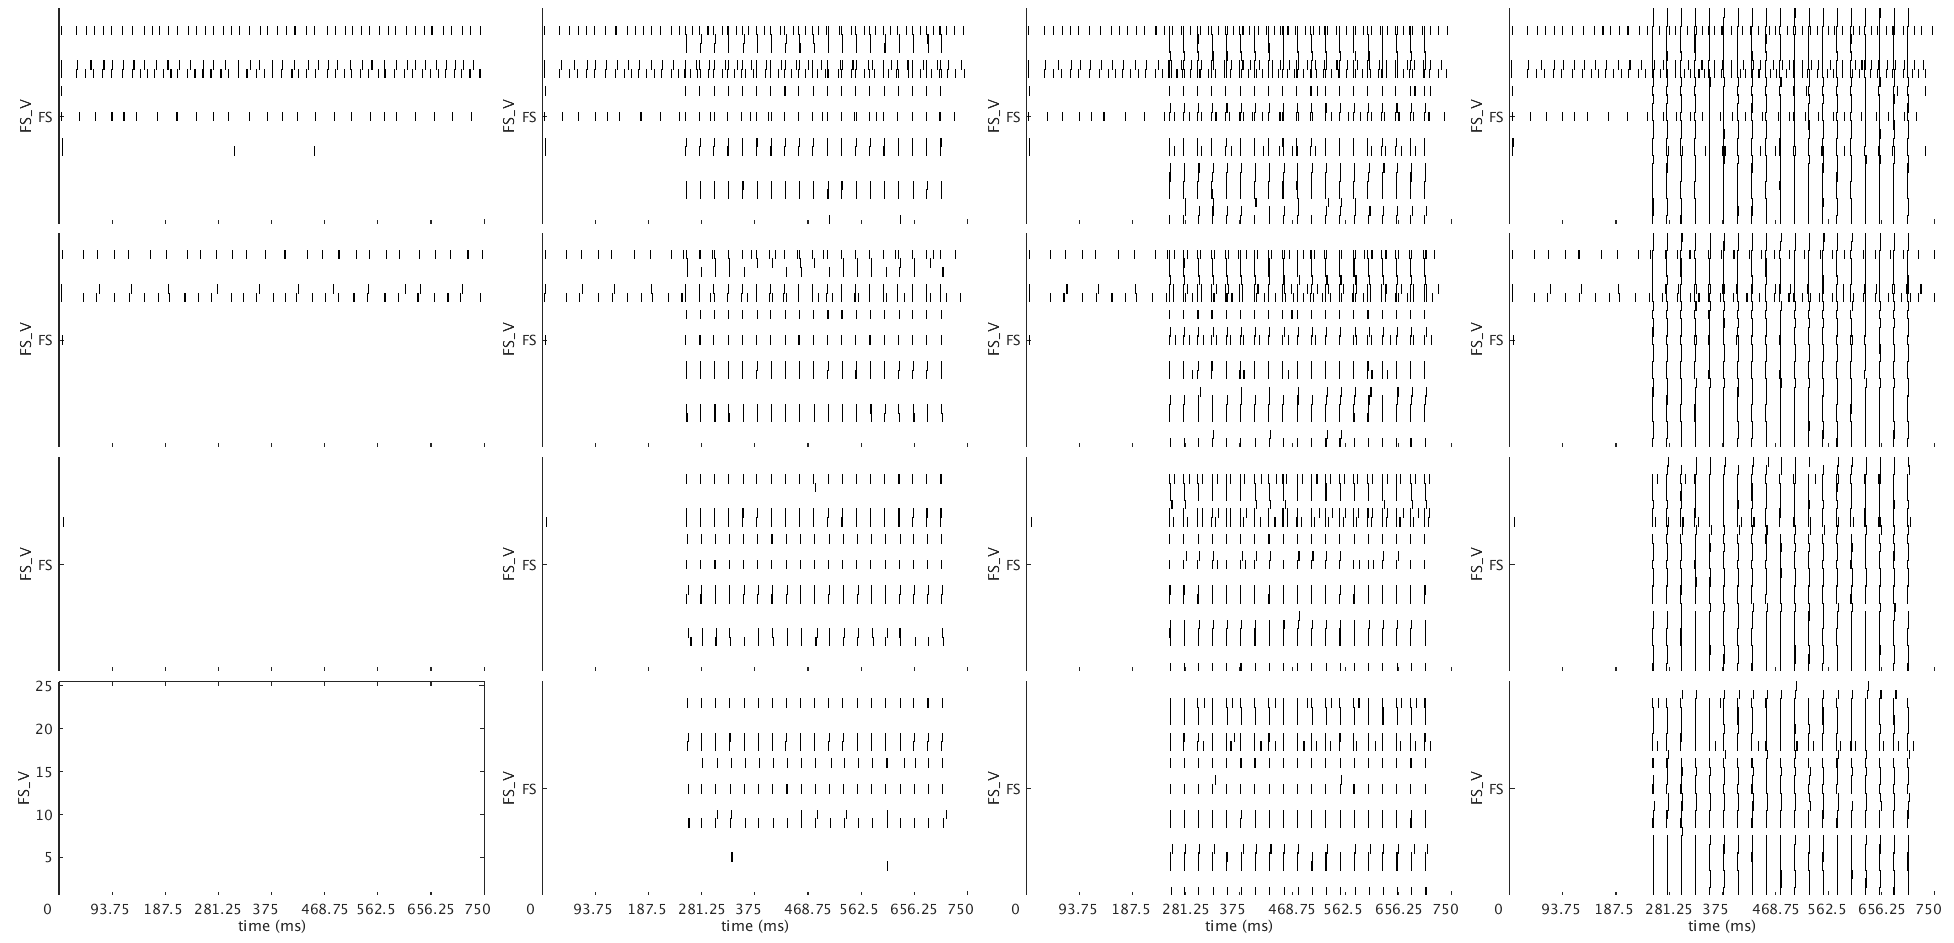 FS_V FS FS_V FS FS_V FS FS_V FS
FS_V FS FS_V FS FS_V FS FS_V FS
FS_V FS FS_V FS FS_V FS FS_V FS
25
20
15
FS_V FS_V FS FS_V FS FS_V FS
10
5
0 93.75 187.5 281.25 375 468.75 562.5 656.25 750 0 93.75 187.5 281.25 375 468.75 562.5 656.25 750 0 93.75 187.5 281.25 375 468.75 562.5 656.25 750 0 93.75 187.5 281.25 375 468.75 562.5 656.25 750
time (ms) time (ms) time (ms) time (ms)